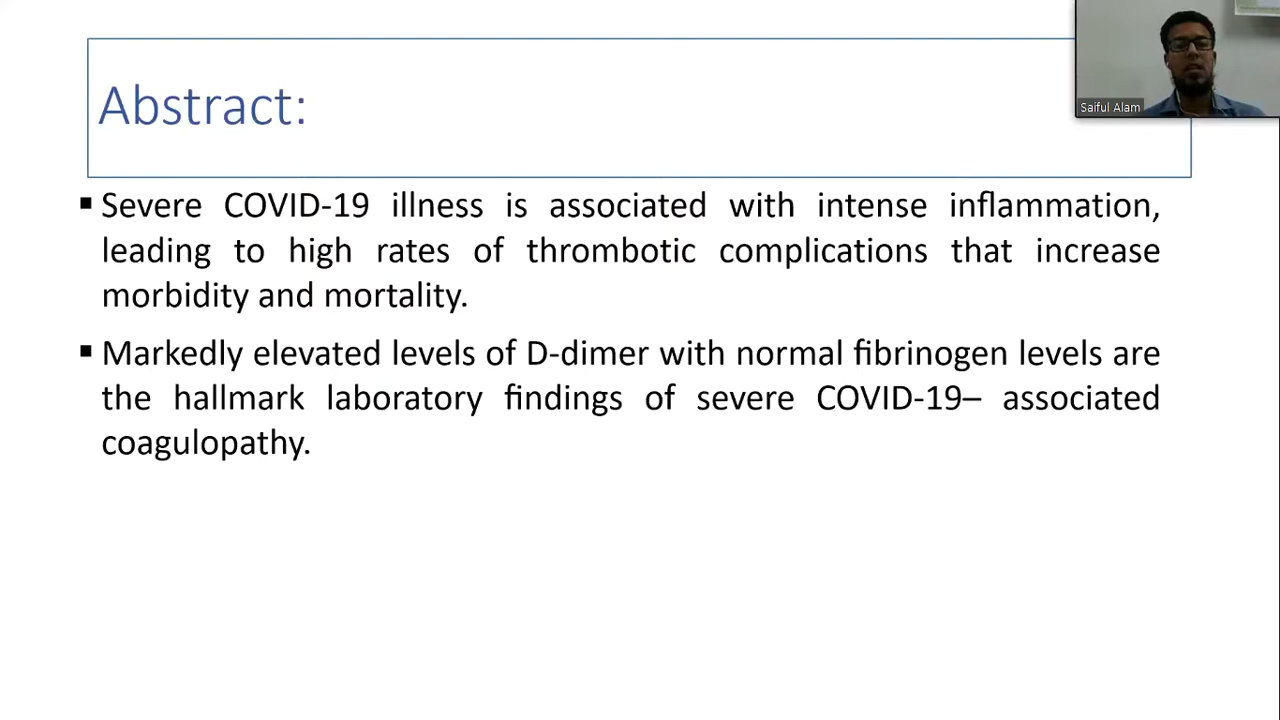 Abstract:
Saiful Alam
▪ Severe COVID-19 illness is associated with intense inflammation,
leading to high rates of thrombotic complications that increase
morbidity and mortality.
▪ Markedly elevated levels of D-dimer with normal fibrinogen levels are
the hallmark laboratory findings of severe COVID-19– associated
coagulopathy.